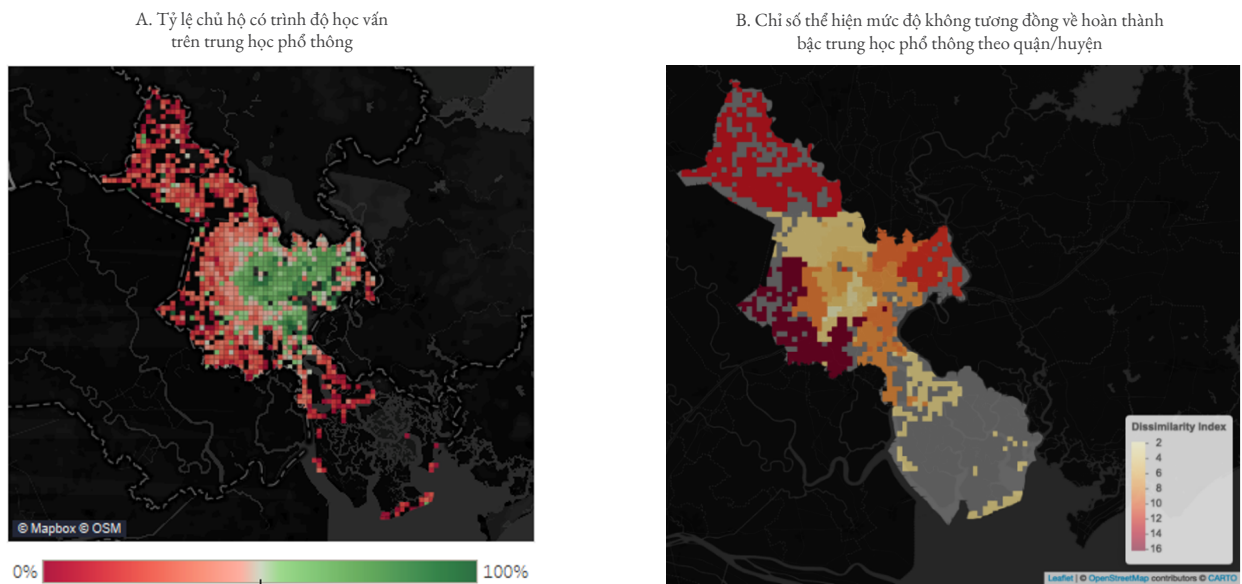 A. Tỷ lệ chủ hộ có trình độ học vấn
trên trung học phổ thông
© Mapbox © OSM
0%
100%
B. Chỉ số thể hiện mức độ không tương đồng về hoàn thành
bậc trung học phổ thông theo quận/huyện
Dissimilarity Index
2
4
6
8
10
12
14
16
Leaflet | © OpenStreetMap contributors © CARTO